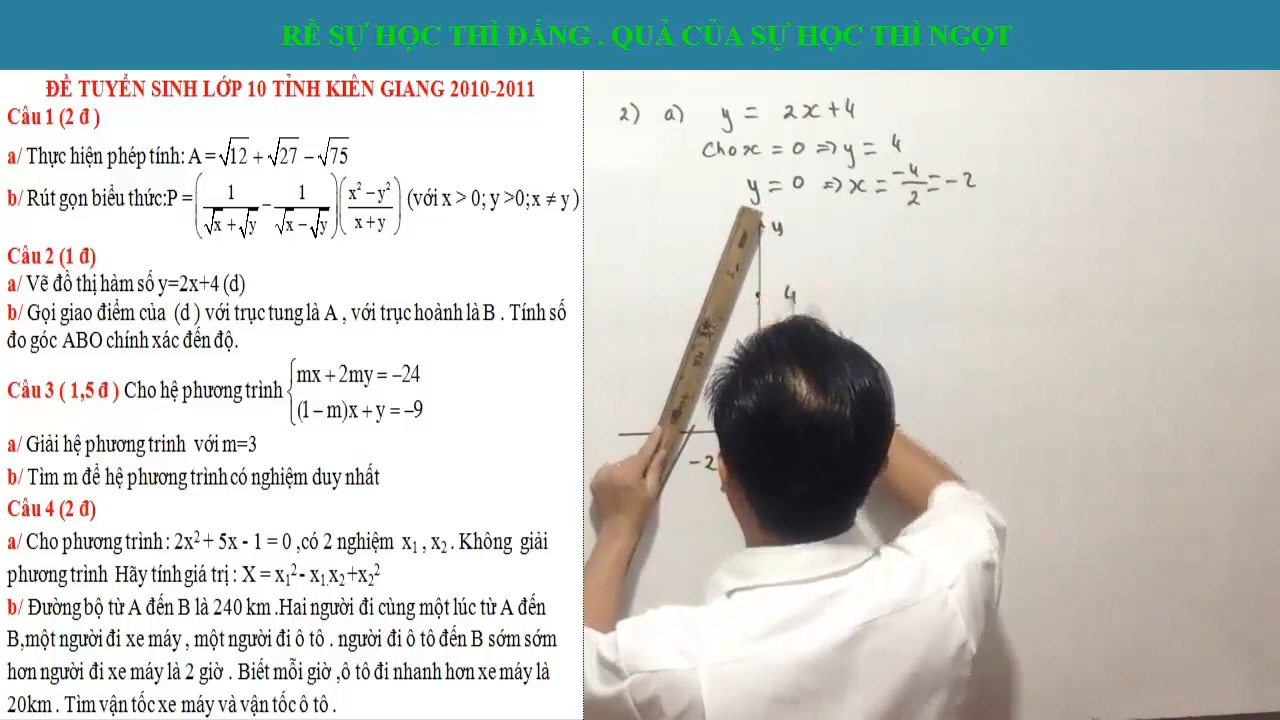 RỄ SỰ HỌC THÌ ĐẮNG . QUẢ CỦA SỰ HỌC THÌ NGỌT
ĐỀ TUYỂN SINH LỚP 10 TỈNH KIÊN GIANG 2010-2011
Câu 1 (2 đ )
a/ Thực hiện phép tính: A = √12 + √27 − √75
b/ Rút gọn biểu thức:P = (1/(√x + √y) − 1/(√x − √y))((x² − y²)/(x + y)) (với x > 0; y >0;x ≠ y )
Câu 2 (1 đ)
a/ Vẽ đồ thị hàm số y=2x+4 (d)
b/ Gọi giao điểm của (d ) với trục tung là A , với trục hoành là B . Tính số
đo góc ABO chính xác đến độ.
Câu 3 ( 1,5 đ ) Cho hệ phương trình { mx + 2my = −24
(1 − m)x + y = −9
a/ Giải hệ phương trinh với m=3
b/ Tìm m để hệ phương trình có nghiệm duy nhất
Câu 4 (2 đ)
a/ Cho phương trình : 2x² + 5x - 1 = 0 ,có 2 nghiệm x₁ , x₂ . Không giải
phương trình Hãy tính giá trị : X = x₁² - x₁.x₂ +x₂²
b/ Đường bộ từ A đến B là 240 km .Hai người đi cùng một lúc từ A đến
B,một người đi xe máy , một người đi ô tô . người đi ô tô đến B sớm sớm
hơn người đi xe máy là 2 giờ . Biết mỗi giờ ,ô tô đi nhanh hơn xe máy là
20km . Tìm vận tốc xe máy và vận tốc ô tô .
2) a) y = 2x + 4
Cho x = 0 => y = 4
y = 0 => x = -4/2 = -2
y
4
-2